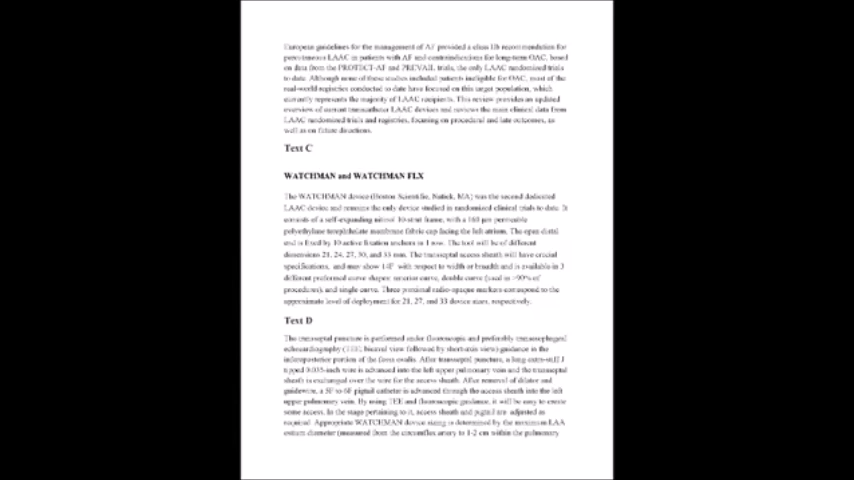 European guidelines for the management of AF provided a class IIb recommendation for
percutaneous LAAC in patients with AF and contraindications for long-term OAC, based
on data from the PROTECT-AF and PREVAIL trials, the only LAAC randomized trials
to date. Although none of these studies included patients ineligible for OAC, most of the
real-world registries conducted to date have focused on this target population, which
currently represents the majority of LAAC recipients. This review provides an updated
overview of current transcatheter LAAC devices and reviews the main clinical data from
LAAC randomized trials and registries, focusing on procedural and late outcomes, as
well as on future directions.
Text C
WATCHMAN and WATCHMAN FLX
The WATCHMAN device (Boston Scientific, Natick, MA) was the second dedicated
LAAC device and remains the only device studied in randomized clinical trials to date. It
consists of a self-expanding nitinol 10-strut frame, with a 160 μm permeable
polyethylene terephthalate membrane fabric cap facing the left atrium. The open distal
end is fixed by 10 active fixation anchors in 1 row. The tool will be of different
dimensions 21, 24, 27, 30, and 33 mm. The transseptal access sheath will have crucial
specifications, and may show 14F with respect to width or breadth and is available in 3
different preformed curve shapes: anterior curve, double curve (used in >90% of
procedures), and single curve. Three proximal radio-opaque markers correspond to the
approximate level of deployment for 21, 27, and 33 device sizes, respectively.
Text D
The transseptal puncture is performed under fluoroscopic and preferably transesophageal
echocardiography (TEE, bicaval view followed by short-axis view) guidance in the
inferoposterior portion of the fossa ovalis. After transseptal puncture, a long extra-stiff J
tipped 0.035-inch wire is advanced into the left upper pulmonary vein and the transseptal
sheath is exchanged over the wire for the access sheath. After removal of dilator and
guidewire, a 5F to 6F pigtail catheter is advanced through the access sheath into the left
upper pulmonary vein. By using TEE and fluoroscopic guidance, it will be easy to create
some access. In the stage pertaining to it, access sheath and pigtail are adjusted as
required. Appropriate WATCHMAN device sizing is determined by the maximum LAA
ostium diameter (measured from the circumflex artery to 1-2 cm within the pulmonary